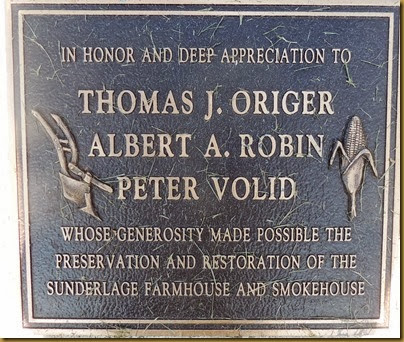 IN HONOR AND DEEP APPRECIATION TO
THOMAS J. ORIGER
ALBERT A. ROBIN
PETER VOLID
WHOSE GENEROSITY MADE POSSIBLE THE
PRESERVATION AND RESTORATION OF THE
SUNDERLAGE FARMHOUSE AND SMOKEHOUSE